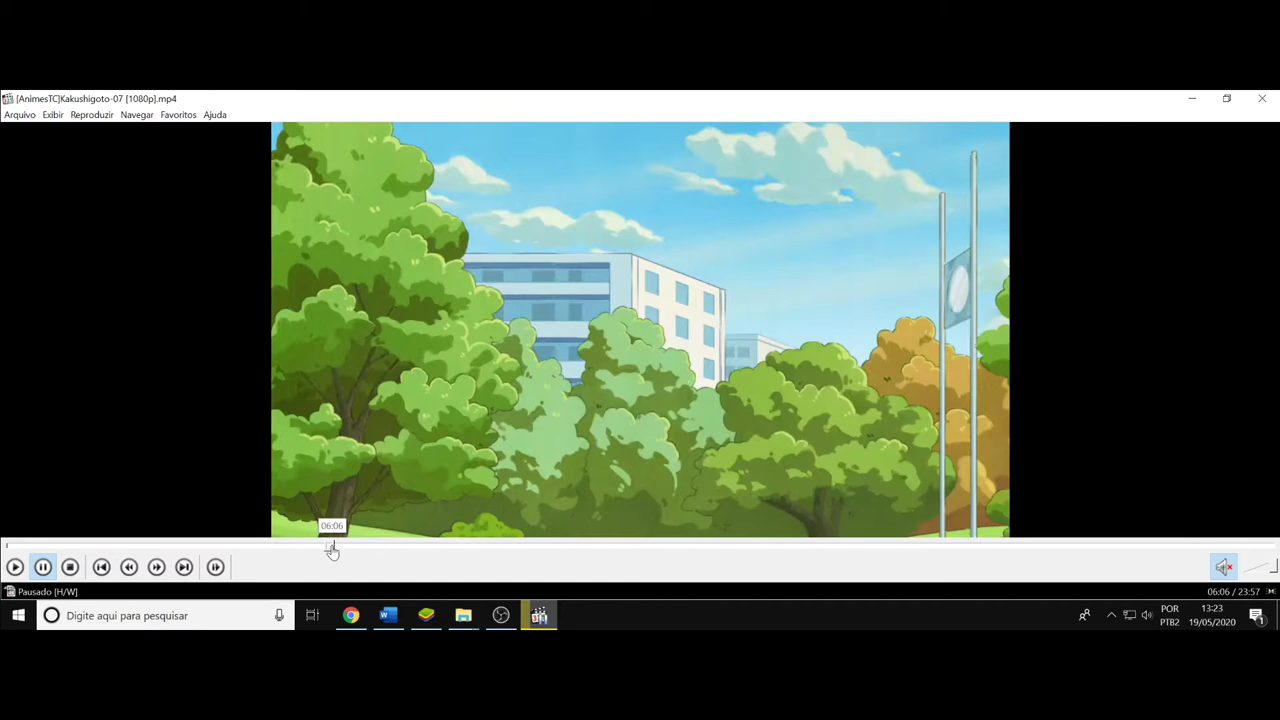 [AnimesTC]Kakushigoto-07 [1080p].mp4
Arquivo Exibir Reproduzir Navegar Favoritos Ajuda
06:06
Pausado [H/W]
06:06 / 23:57
Digite aqui para pesquisar
POR
PTB2
13:23
19/05/2020
1